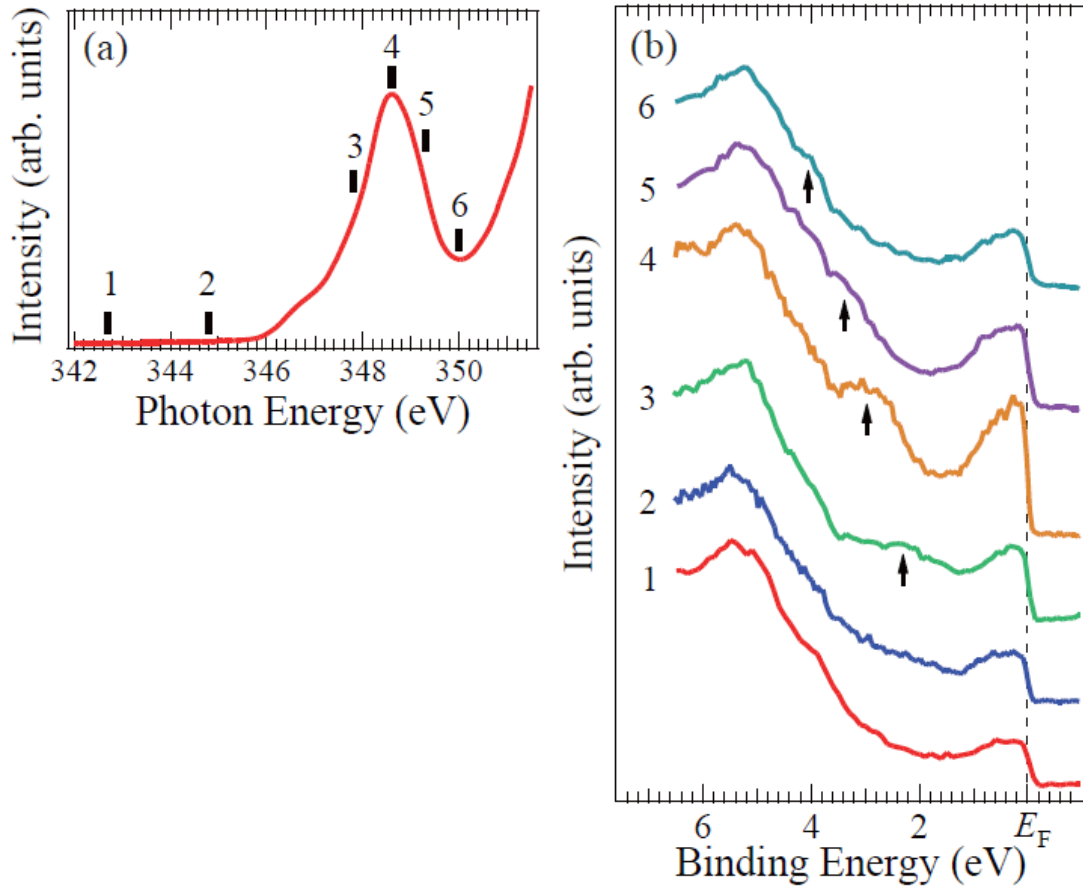 (a)
Intensity (arb. units)
1
2
3
4
5
6
342
344
346
348
350
Photon Energy (eV)
(b)
Intensity (arb. units)
6
5
4
3
2
1
6
4
2
E_F
Binding Energy (eV)